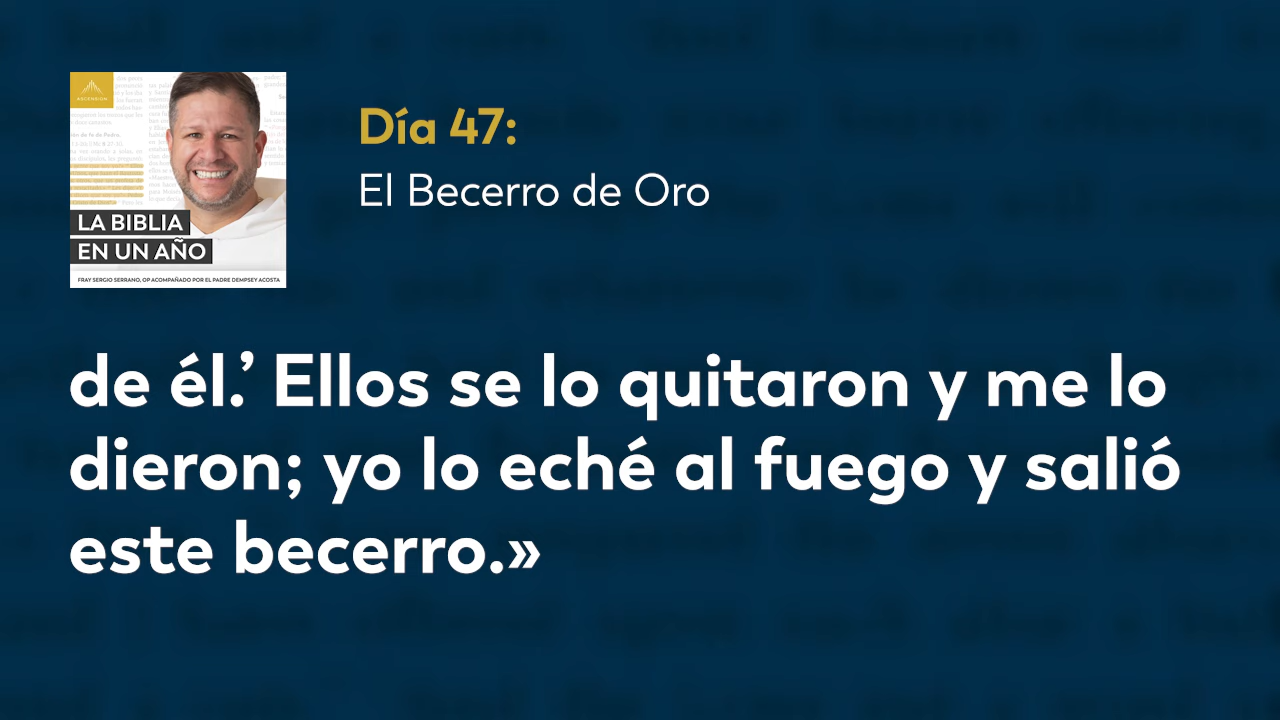 ASCENSION
LA BIBLIA
EN UN AÑO
FRAY SERGIO SERRANO, OP ACOMPAÑADO POR EL PADRE DEMPSEY ACOSTA
Día 47:
El Becerro de Oro
de él.’ Ellos se lo quitaron y me lo
dieron; yo lo eché al fuego y salió
este becerro.»